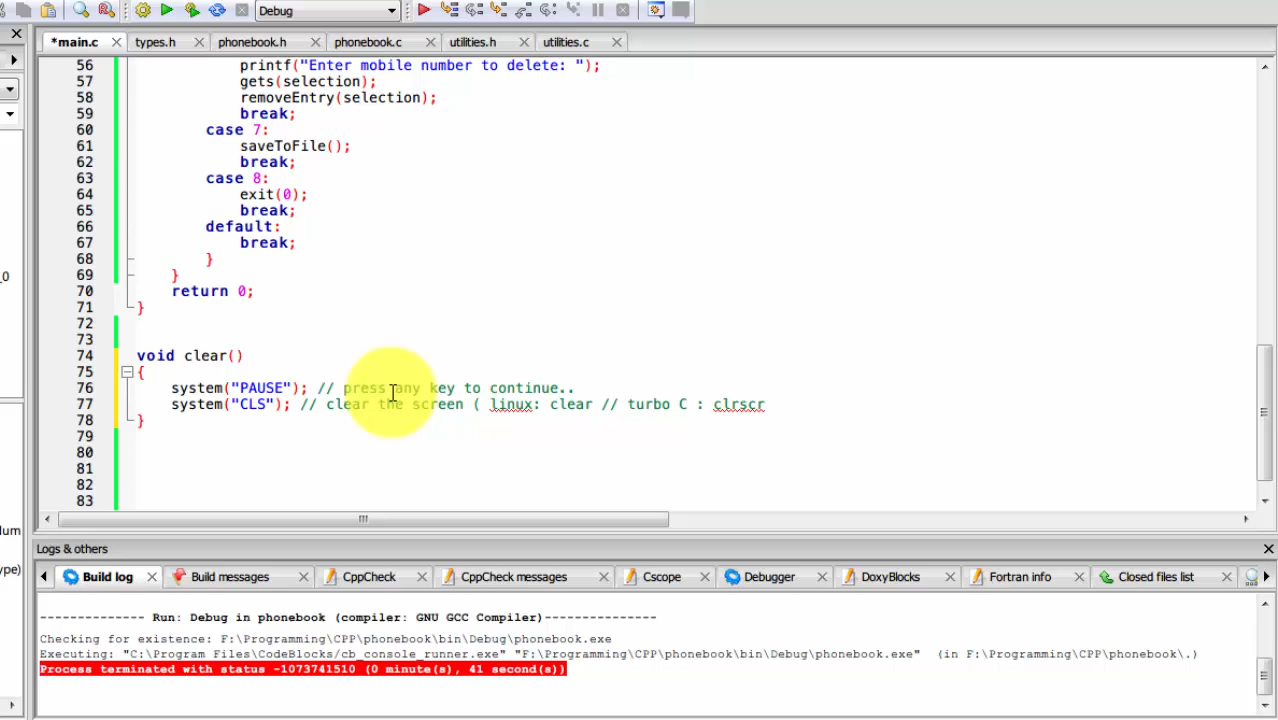 Debug
*main.c types.h phonebook.h phonebook.c utilities.h utilities.c
56 printf("Enter mobile number to delete: ");
57 gets(selection);
58 removeEntry(selection);
59 break;
60 case 7:
61 saveToFile();
62 break;
63 case 8:
64 exit(0);
65 break;
66 default:
67 break;
68 }
69 }
70 return 0;
71 }
72
73
74 void clear()
75 {
76 system("PAUSE"); // press any key to continue..
77 system("CLS"); // clear the screen ( linux: clear // turbo C : clrscr
78 }
79
80
81
82
83
_0
lum
ype)
Logs & others
Build log Build messages CppCheck CppCheck messages Cscope Debugger DoxyBlocks Fortran info Closed files list
-------------- Run: Debug in phonebook (compiler: GNU GCC Compiler)---------------
Checking for existence: F:\Programming\CPP\phonebook\bin\Debug\phonebook.exe
Executing: "C:\Program Files\CodeBlocks/cb_console_runner.exe" "F:\Programming\CPP\phonebook\bin\Debug\phonebook.exe" (in F:\Programming\CPP\phonebook\.)
Process terminated with status -1073741510 (0 minute(s), 41 second(s))